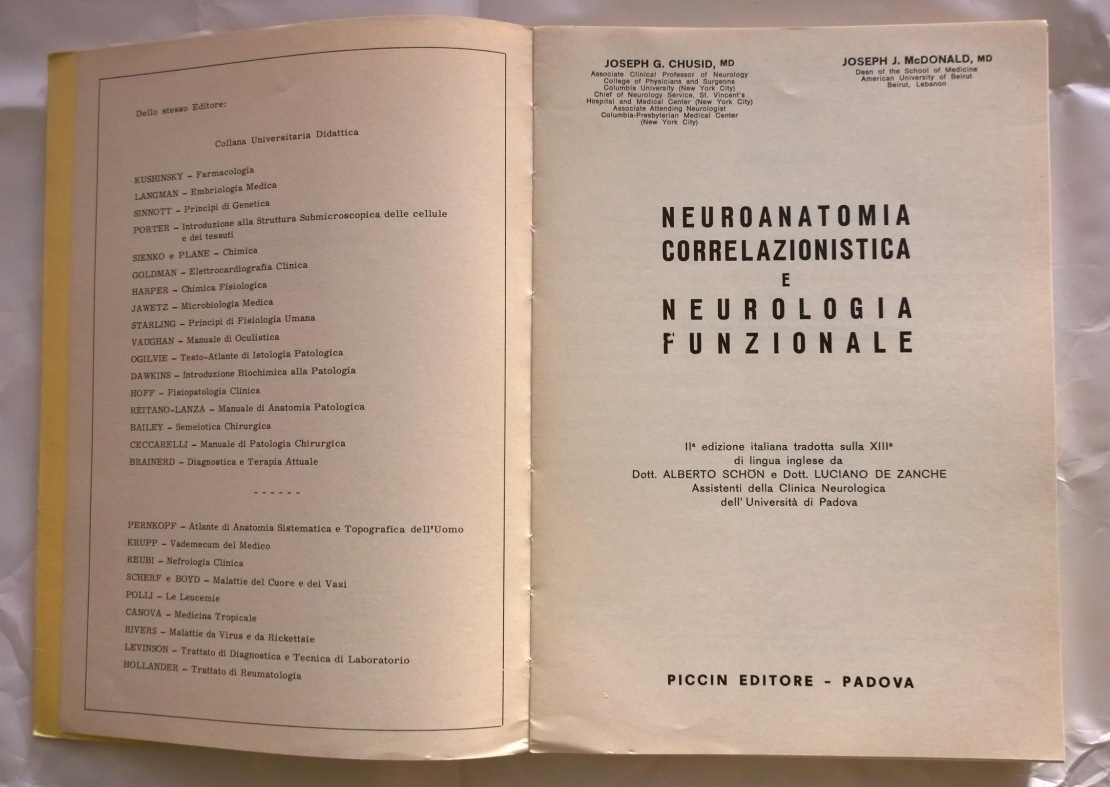 Dello stesso Editore:
Collana Universitaria Didattica
KUSHINSKY – Farmacologia
LANGMAN – Embriologia Medica
SINNOTT – Principi di Genetica
PORTER – Introduzione alla Struttura Submicroscopica delle cellule
e dei tessuti
SIENKO e PLANE – Chimica
GOLDMAN – Elettrocardiografia Clinica
HARPER – Chimica Fisiologica
JAWETZ – Microbiologia Medica
STARLING – Principi di Fisiologia Umana
VAUGHAN – Manuale di Oculistica
OGILVIE – Testo-Atlante di Istologia Patologica
DAWKINS – Introduzione Biochimica alla Patologia
HOFF – Fisiopatologia Clinica
REITANO-LANZA – Manuale di Anatomia Patologica
BAILEY – Semeiotica Chirurgica
CECCARELLI – Manuale di Patologia Chirurgica
BRAINERD – Diagnostica e Terapia Attuale
------
PERNKOPF – Atlante di Anatomia Sistematica e Topografica dell'Uomo
KRUPP – Vademecum del Medico
REUBI – Nefrologia Clinica
SCHERF e BOYD – Malattie del Cuore e dei Vasi
POLLI – Le Leucemie
CANOVA – Medicina Tropicale
RIVERS – Malattie da Virus e da Rickettsie
LEVINSON – Trattato di Diagnostica e Tecnica di Laboratorio
HOLLANDER – Trattato di Reumatologia
JOSEPH G. CHUSID, MD
Associate Clinical Professor of Neurology
College of Physicians and Surgeons
Columbia University (New York City)
Chief of Neurology Service, St. Vincent's
Hospital and Medical Center (New York City)
Associate Attending Neurologist
Columbia-Presbyterian Medical Center
(New York City)
JOSEPH J. McDONALD, MD
Dean of the School of Medicine
American University of Beirut
Beirut, Lebanon
NEUROANATOMIA
CORRELAZIONISTICA
E
NEUROLOGIA
FUNZIONALE
IIª edizione italiana tradotta sulla XIIIª
di lingua inglese da
Dott. ALBERTO SCHÖN e Dott. LUCIANO DE ZANCHE
Assistenti della Clinica Neurologica
dell'Università di Padova
PICCIN EDITORE – PADOVA